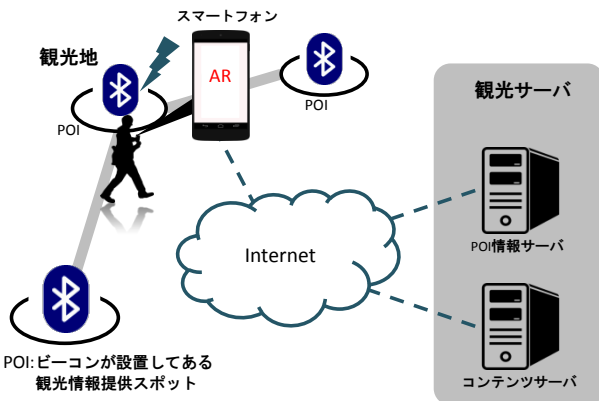 スマートフォン
観光地
AR
POI
POI
観光サーバ
POI情報サーバ
Internet
コンテンツサーバ
POI:ビーコンが設置してある
観光情報提供スポット